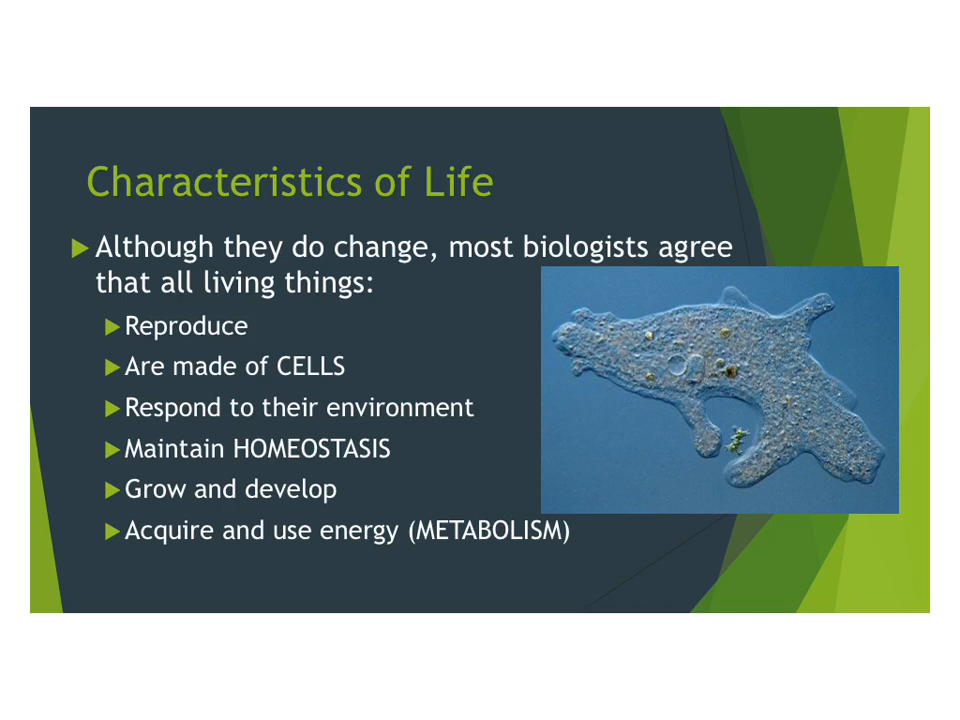 Characteristics of Life
Although they do change, most biologists agree
that all living things:
Reproduce
Are made of CELLS
Respond to their environment
Maintain HOMEOSTASIS
Grow and develop
Acquire and use energy (METABOLISM)